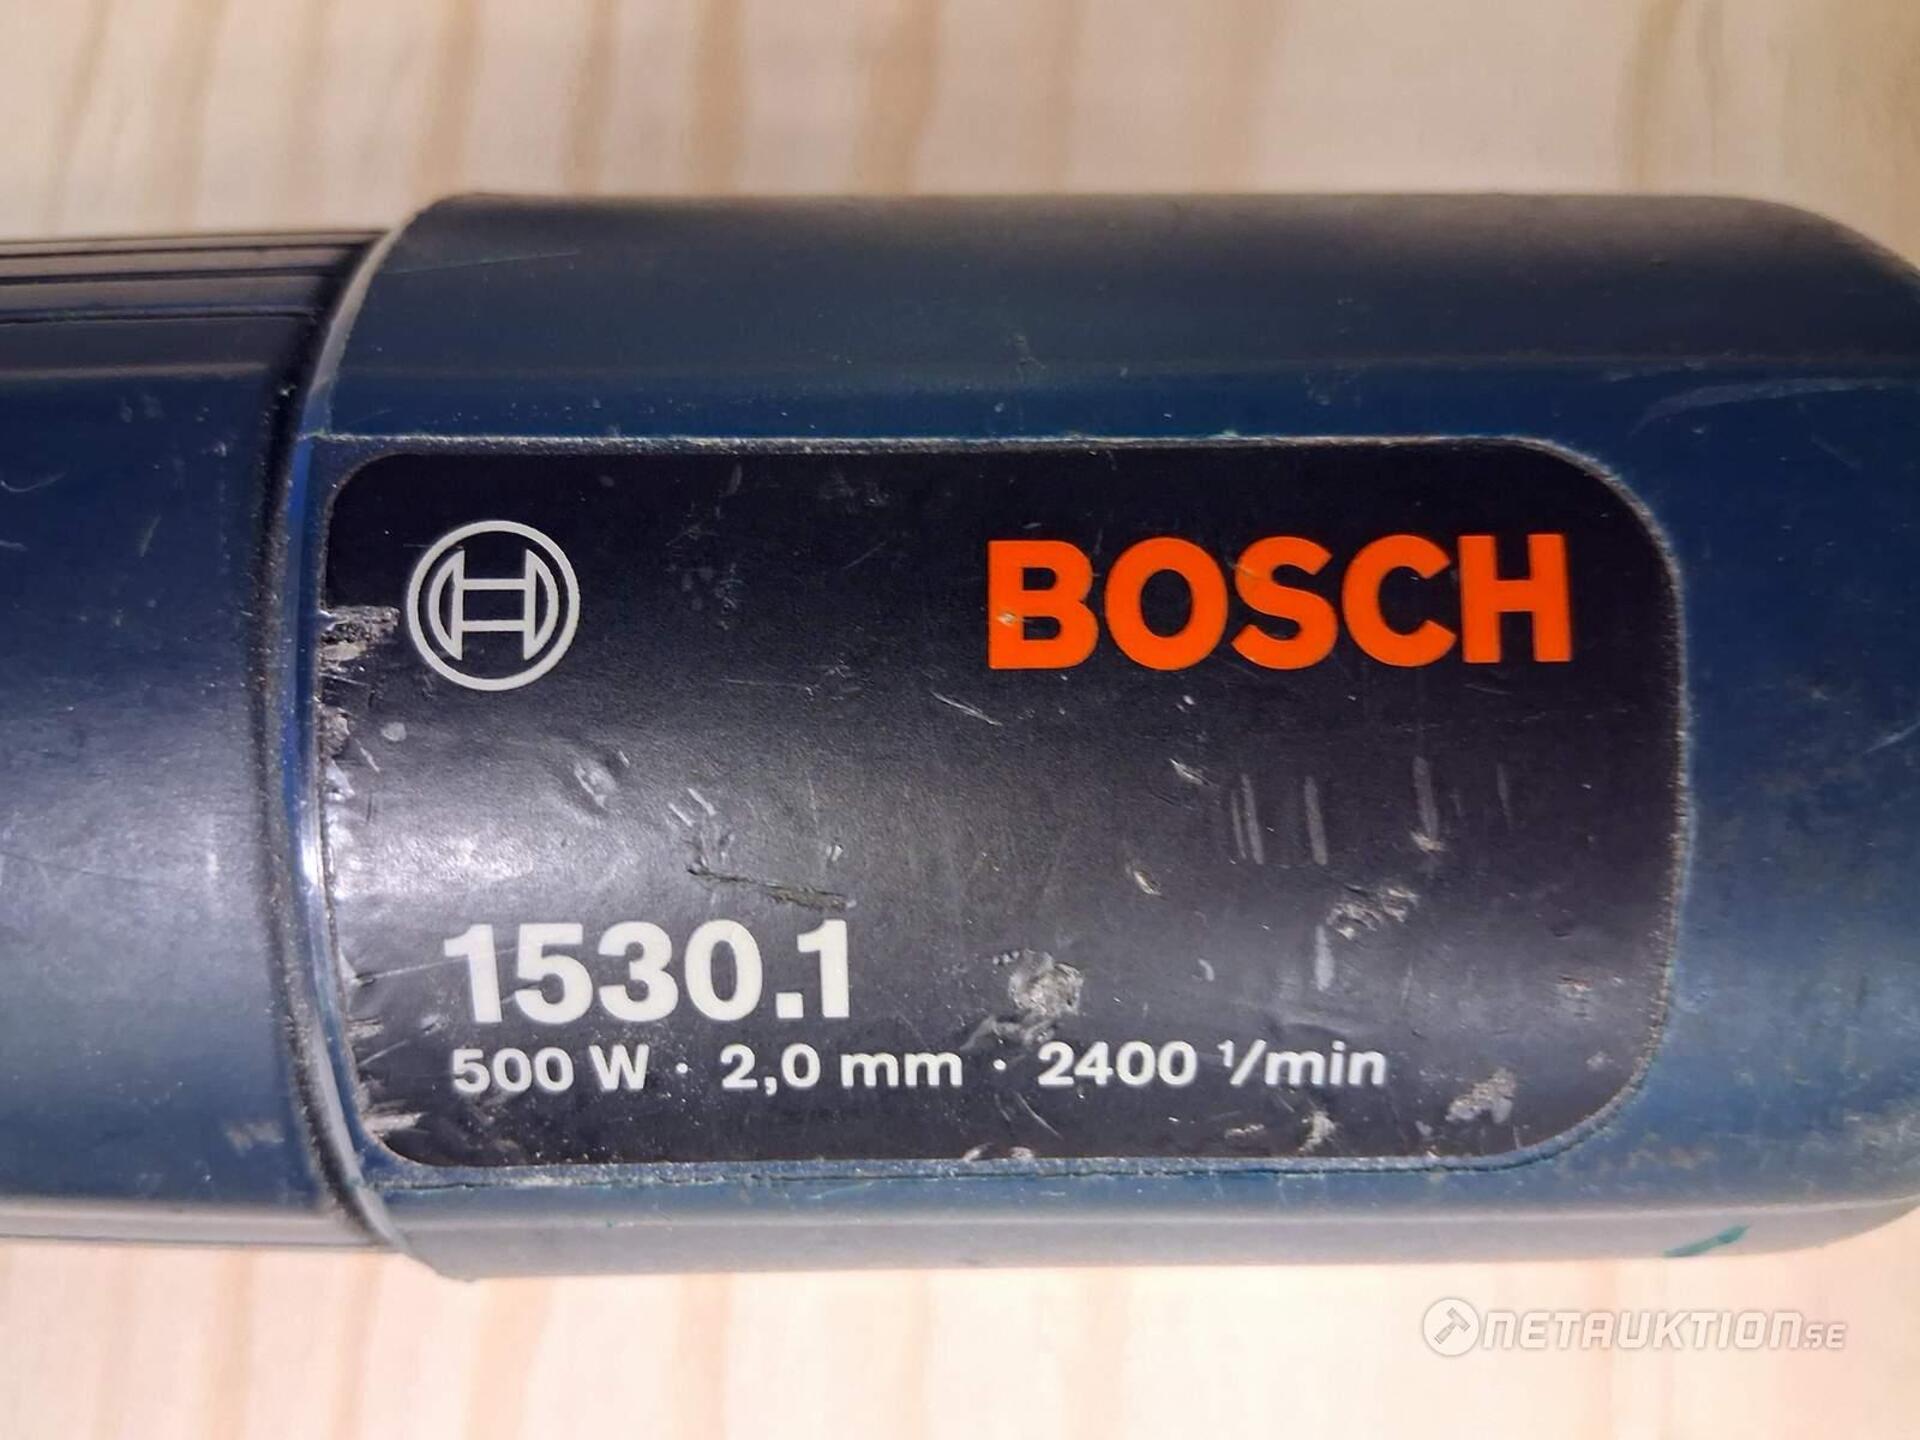 BOSCH
1530.1
500 W · 2,0 mm · 2400 ¹/min
NETAUKTION.SE